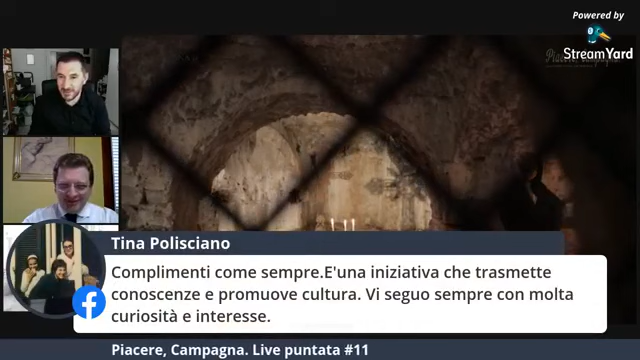 Powered by
StreamYard
Tina Polisciano
Complimenti come sempre.E'una iniziativa che trasmette
conoscenze e promuove cultura. Vi seguo sempre con molta
curiosità e interesse.
Piacere, Campagna. Live puntata #11